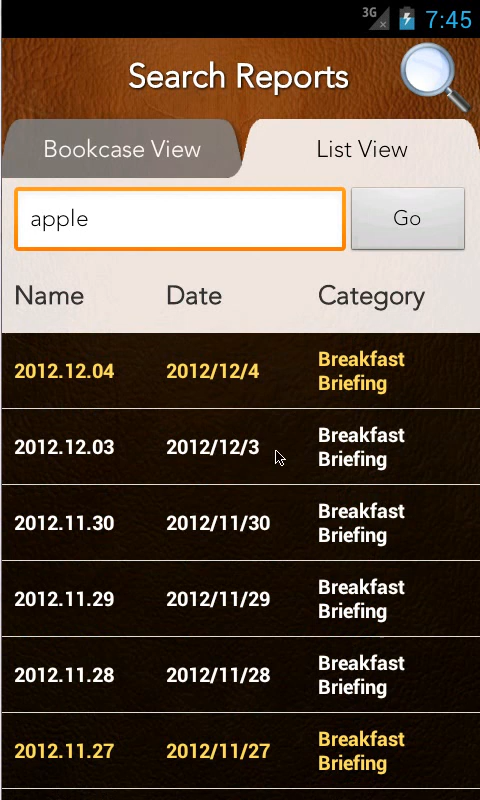 3G
7:45
Search Reports
Bookcase View
List View
apple
Go
Name Date Category
2012.12.04 2012/12/4 Breakfast
Briefing
2012.12.03 2012/12/3 Breakfast
Briefing
2012.11.30 2012/11/30 Breakfast
Briefing
2012.11.29 2012/11/29 Breakfast
Briefing
2012.11.28 2012/11/28 Breakfast
Briefing
2012.11.27 2012/11/27 Breakfast
Briefing